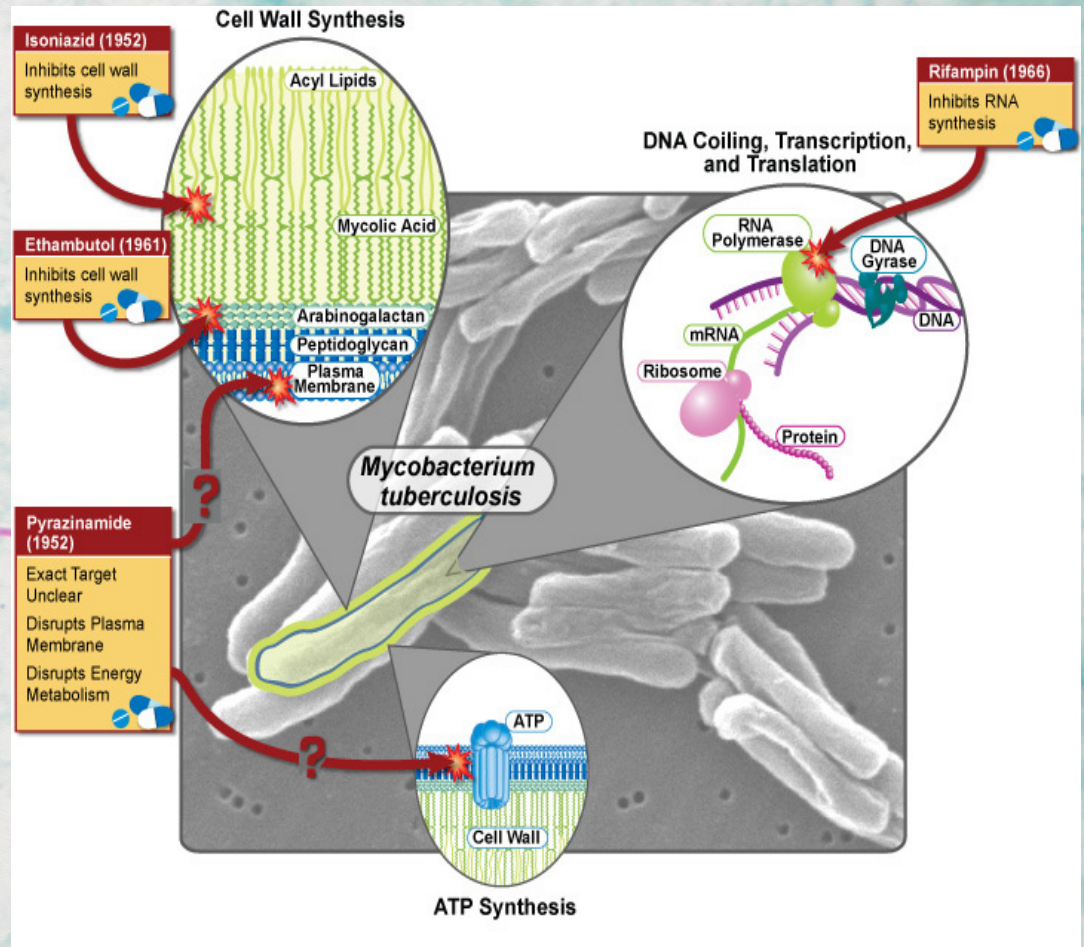 Cell Wall Synthesis
Isoniazid (1952)
Inhibits cell wall
synthesis
Acyl Lipids
Mycolic Acid
Ethambutol (1961)
Inhibits cell wall
synthesis
Arabinogalactan
Peptidoglycan
Plasma
Membrane
?
Pyrazinamide
(1952)
Exact Target
Unclear
Disrupts Plasma
Membrane
Disrupts Energy
Metabolism
?
Rifampin (1966)
Inhibits RNA
synthesis
DNA Coiling, Transcription,
and Translation
RNA
Polymerase
DNA
Gyrase
DNA
mRNA
Ribosome
Protein
Mycobacterium
tuberculosis
ATP
Cell Wall
ATP Synthesis